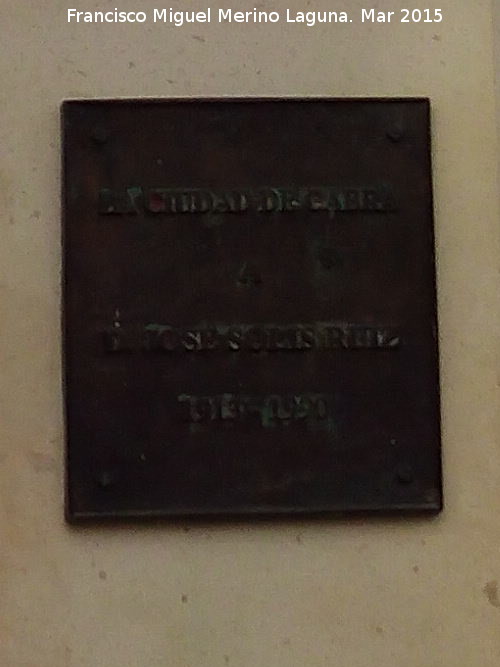 Francisco Miguel Merino Laguna. Mar 2015
LA CIUDAD DE CABRA
A
D. JOSE SOLIS RUIZ